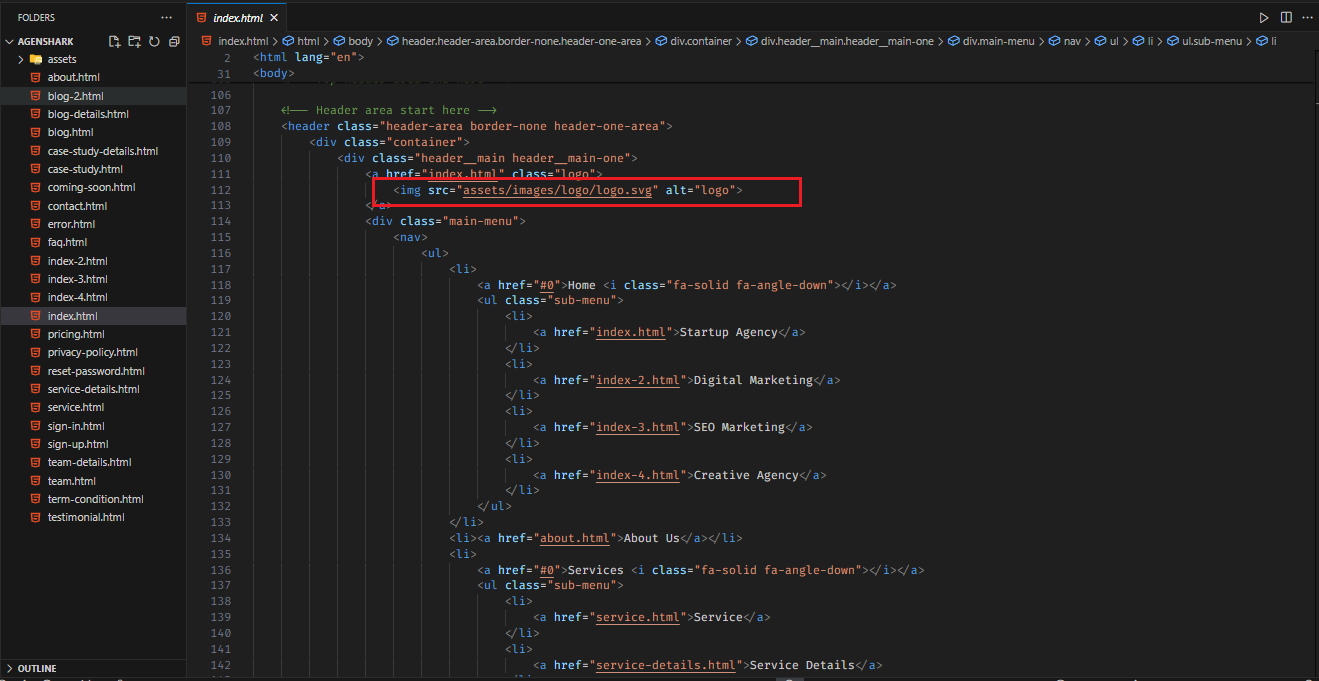 FOLDERS
AGENSHARK
assets
about.html
blog-2.html
blog-details.html
blog.html
case-study-details.html
case-study.html
coming-soon.html
contact.html
error.html
faq.html
index-2.html
index-3.html
index-4.html
index.html
pricing.html
privacy-policy.html
reset-password.html
service-details.html
service.html
sign-in.html
sign-up.html
team-details.html
team.html
term-condition.html
testimonial.html
OUTLINE
index.html
index.html > html > body > header.header-area.border-none.header-one-area > div.container > div.header__main.header__main-one > div.main-menu > nav > ul > li > ul.sub-menu > li
2 <html lang="en">
31 <body>
106
107 <!-- Header area start here -->
108 <header class="header-area border-none header-one-area">
109 <div class="container">
110 <div class="header__main header__main-one">
111 <a href="index.html" class="logo">
112 <img src="assets/images/logo/logo.svg" alt="logo">
113 </a>
114 <div class="main-menu">
115 <nav>
116 <ul>
117 <li>
118 <a href="#0">Home <i class="fa-solid fa-angle-down"></i></a>
119 <ul class="sub-menu">
120 <li>
121 <a href="index.html">Startup Agency</a>
122 </li>
123 <li>
124 <a href="index-2.html">Digital Marketing</a>
125 </li>
126 <li>
127 <a href="index-3.html">SEO Marketing</a>
128 </li>
129 <li>
130 <a href="index-4.html">Creative Agency</a>
131 </li>
132 </ul>
133 </li>
134 <li><a href="about.html">About Us</a></li>
135 <li>
136 <a href="#0">Services <i class="fa-solid fa-angle-down"></i></a>
137 <ul class="sub-menu">
138 <li>
139 <a href="service.html">Service</a>
140 </li>
141 <li>
142 <a href="service-details.html">Service Details</a>